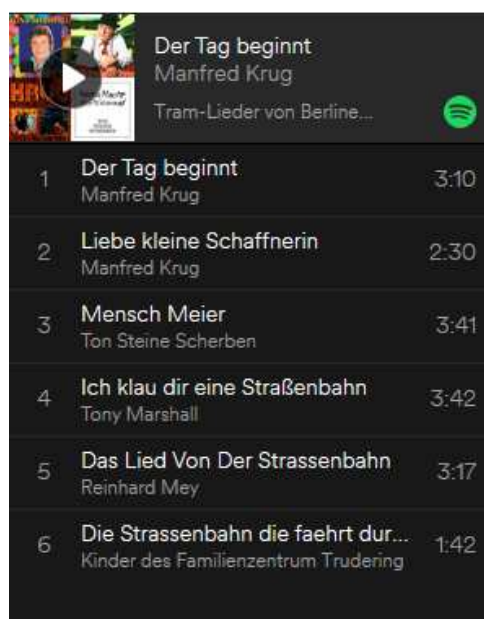 Der Tag beginnt
Manfred Krug
Tram-Lieder von Berline...
1 Der Tag beginnt 3:10
Manfred Krug
2 Liebe kleine Schaffnerin 2:30
Manfred Krug
3 Mensch Meier 3:41
Ton Steine Scherben
4 Ich klau dir eine Straßenbahn 3:42
Tony Marshall
5 Das Lied Von Der Strassenbahn 3:17
Reinhard Mey
6 Die Strassenbahn die faehrt dur... 1:42
Kinder des Familienzentrum Trudering